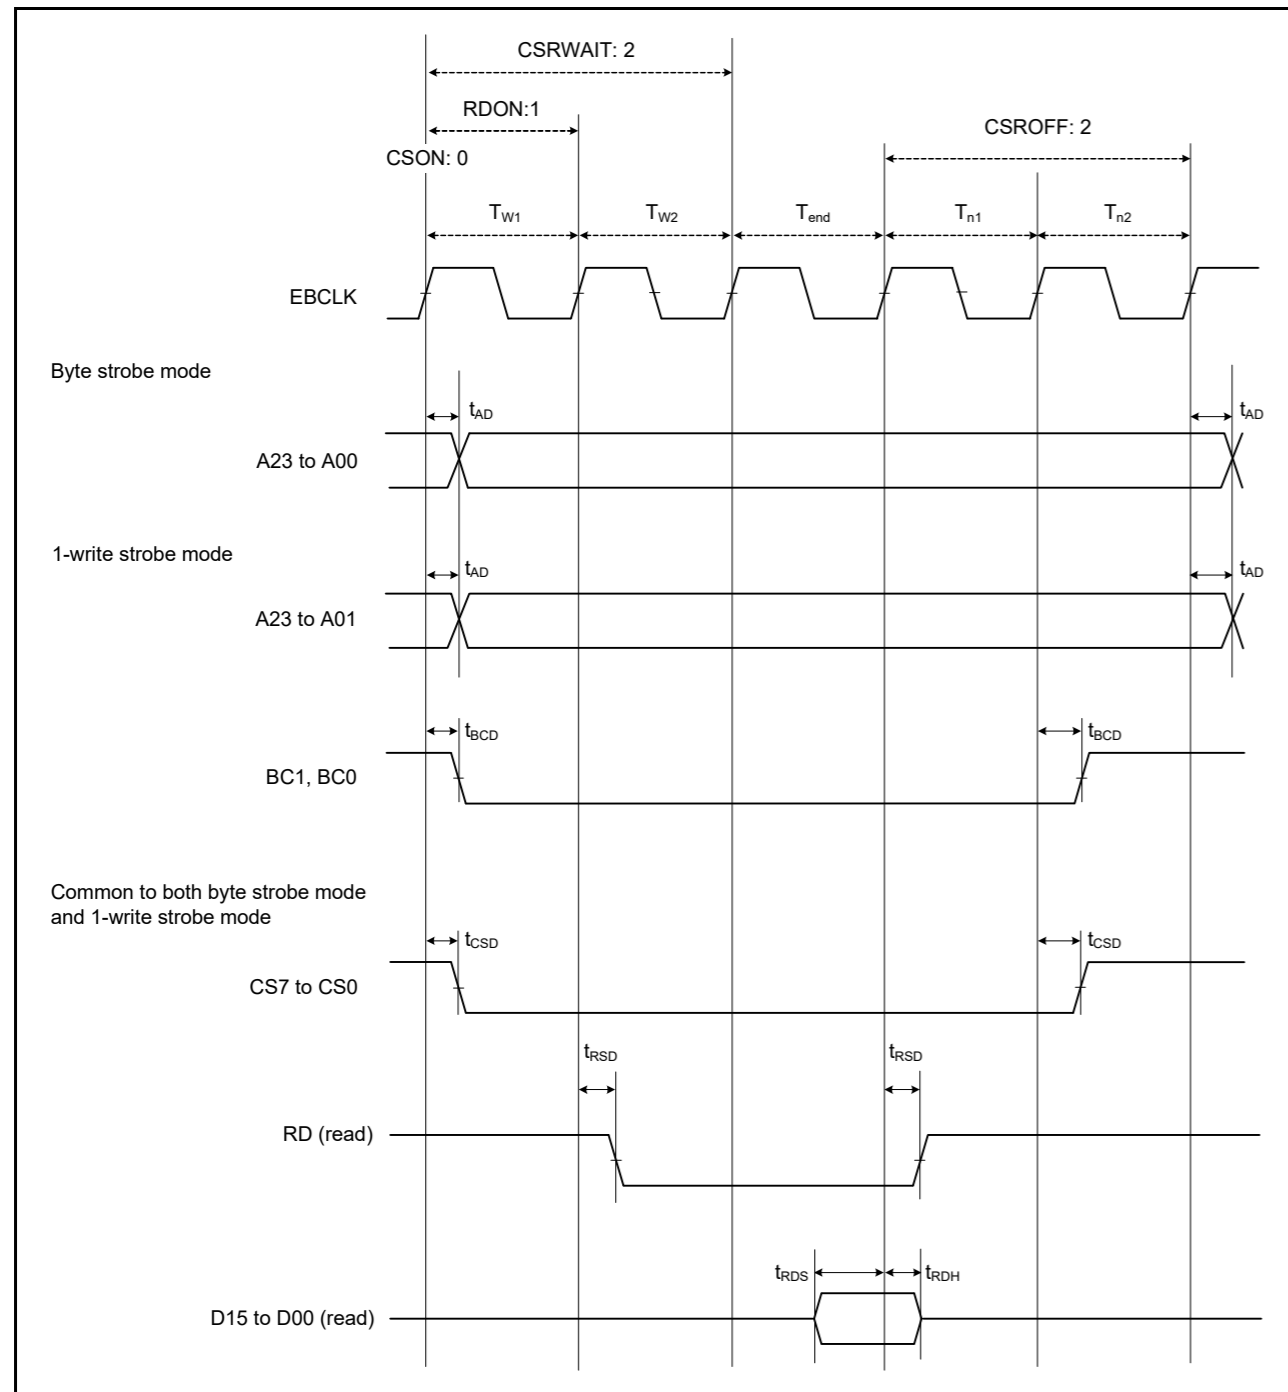 CSRWAIT: 2
RDON:1
CSROFF: 2
CSON: 0
TW1
TW2
Tend
Tn1
Tn2
EBCLK
Byte strobe mode
tAD
tAD
A23 to A00
1-write strobe mode
tAD
tAD
A23 to A01
tBCD
tBCD
BC1, BC0
Common to both byte strobe mode
and 1-write strobe mode
tCSD
tCSD
CS7 to CS0
tRSD
tRSD
RD (read)
tRDS
tRDH
D15 to D00 (read)